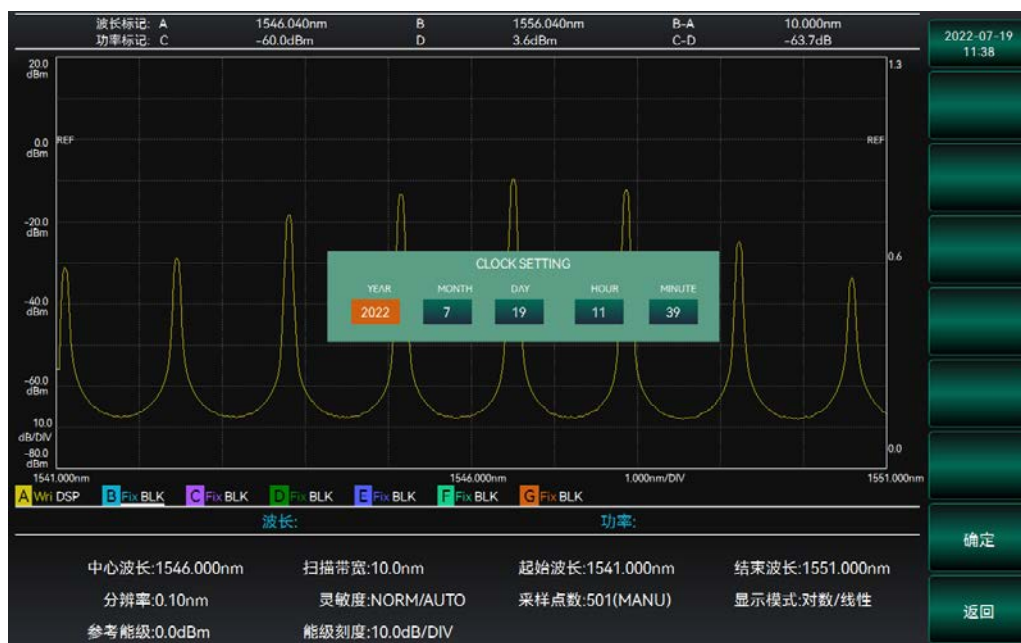 波长标记: A 1546.040nm B 1556.040nm B-A 10.000nm
功率标记: C -60.0dBm D 3.6dBm C-D -63.7dB
2022-07-19
11:38
20.0
dBm
1.3
0.0
dBm
REF
REF
-20.0
dBm
0.6
CLOCK SETTING
YEAR MONTH DAY HOUR MINUTE
2022 7 19 11 39
-40.0
dBm
-60.0
dBm
10.0
dB/DIV
-80.0
dBm
0.0
1541.000nm 1546.000nm 1.000nm/DIV 1551.000nm
A Wri DSP B Fix BLK C Fix BLK D Fix BLK E Fix BLK F Fix BLK G Fix BLK
波长: 功率:
中心波长:1546.000nm 扫描带宽:10.0nm 起始波长:1541.000nm 结束波长:1551.000nm
分辨率:0.10nm 灵敏度:NORM/AUTO 采样点数:501(MANU) 显示模式:对数/线性
参考能级:0.0dBm 能级刻度:10.0dB/DIV
确定
返回